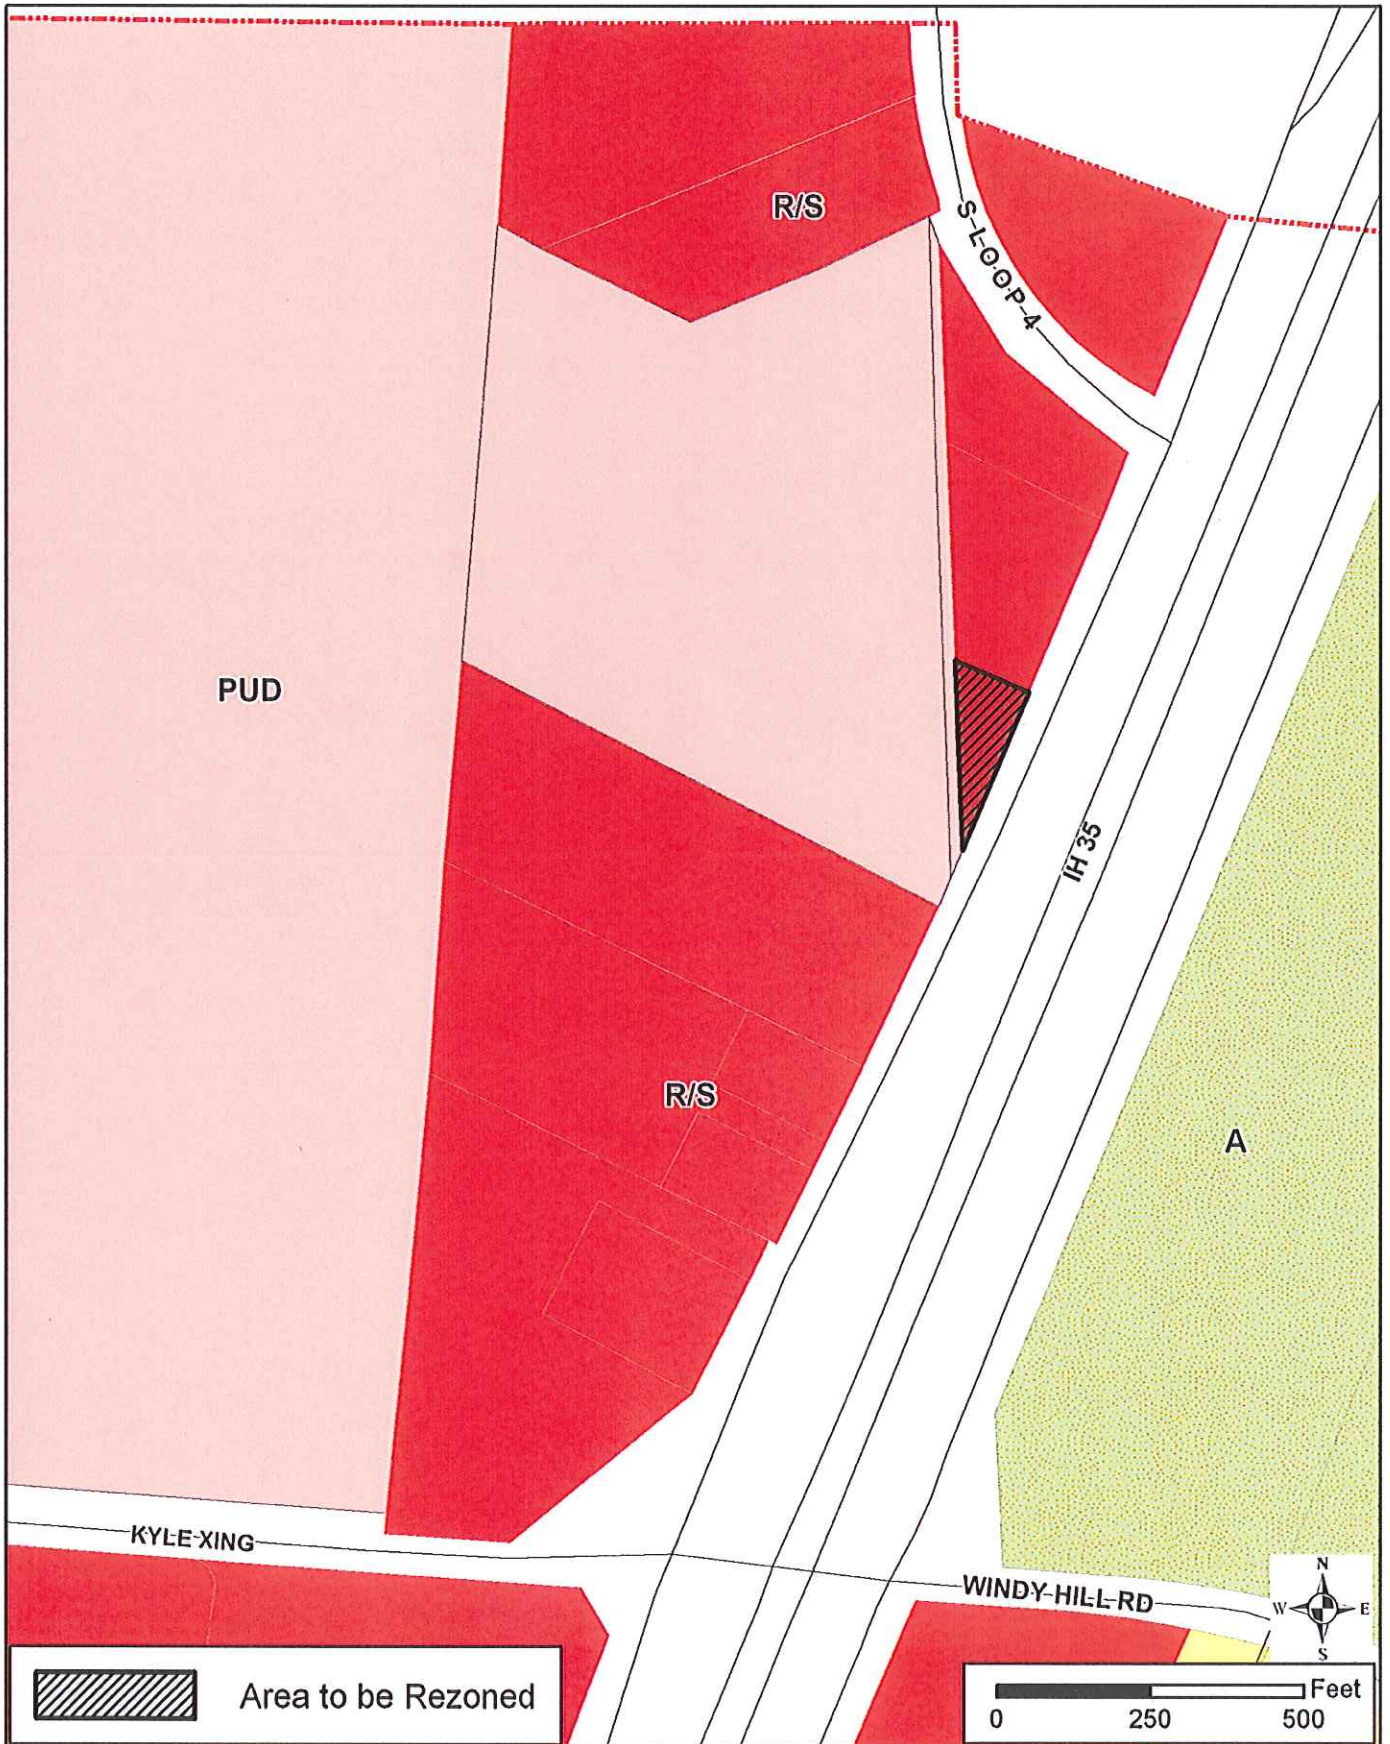 R/S
S LOOP 4
PUD
IH 35
R/S
A
KYLE XING
WINDY HILL RD
N
W E
S
Area to be Rezoned
Feet
0 250 500